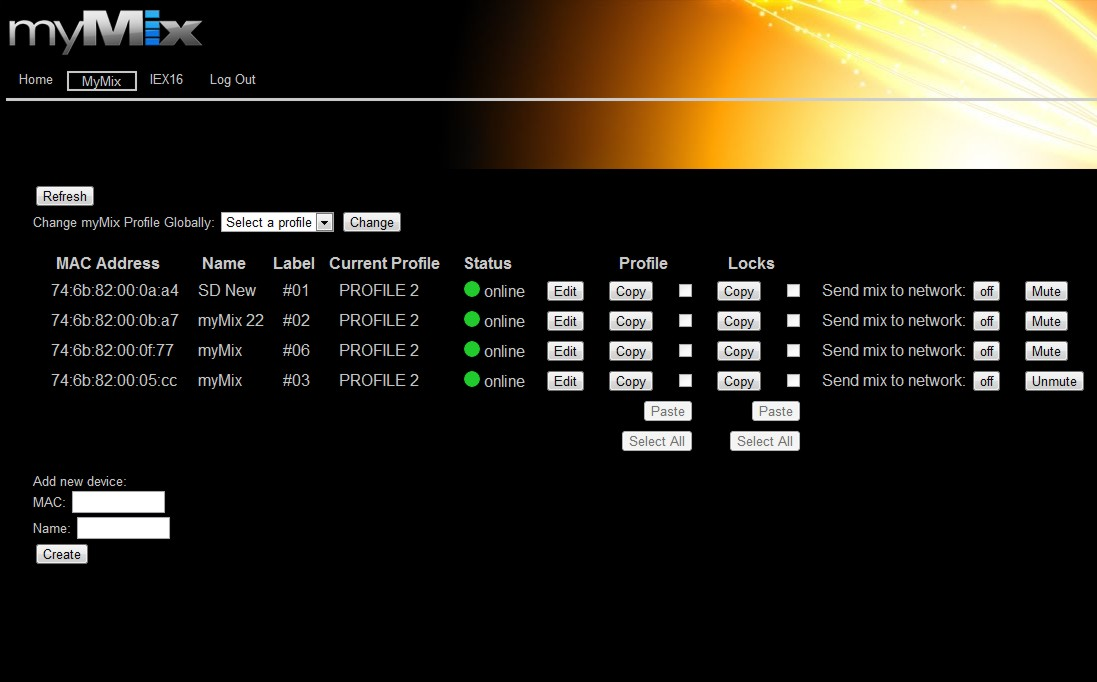 myMix
Home MyMix IEX16 Log Out
Refresh
Change myMix Profile Globally: Select a profile Change
MAC Address Name Label Current Profile Status Profile Locks
74:6b:82:00:0a:a4 SD New #01 PROFILE 2 online Edit Copy Copy Send mix to network: off Mute
74:6b:82:00:0b:a7 myMix 22 #02 PROFILE 2 online Edit Copy Copy Send mix to network: off Mute
74:6b:82:00:0f:77 myMix #06 PROFILE 2 online Edit Copy Copy Send mix to network: off Mute
74:6b:82:00:05:cc myMix #03 PROFILE 2 online Edit Copy Copy Send mix to network: off Unmute
Paste Paste
Select All Select All
Add new device:
MAC:
Name:
Create